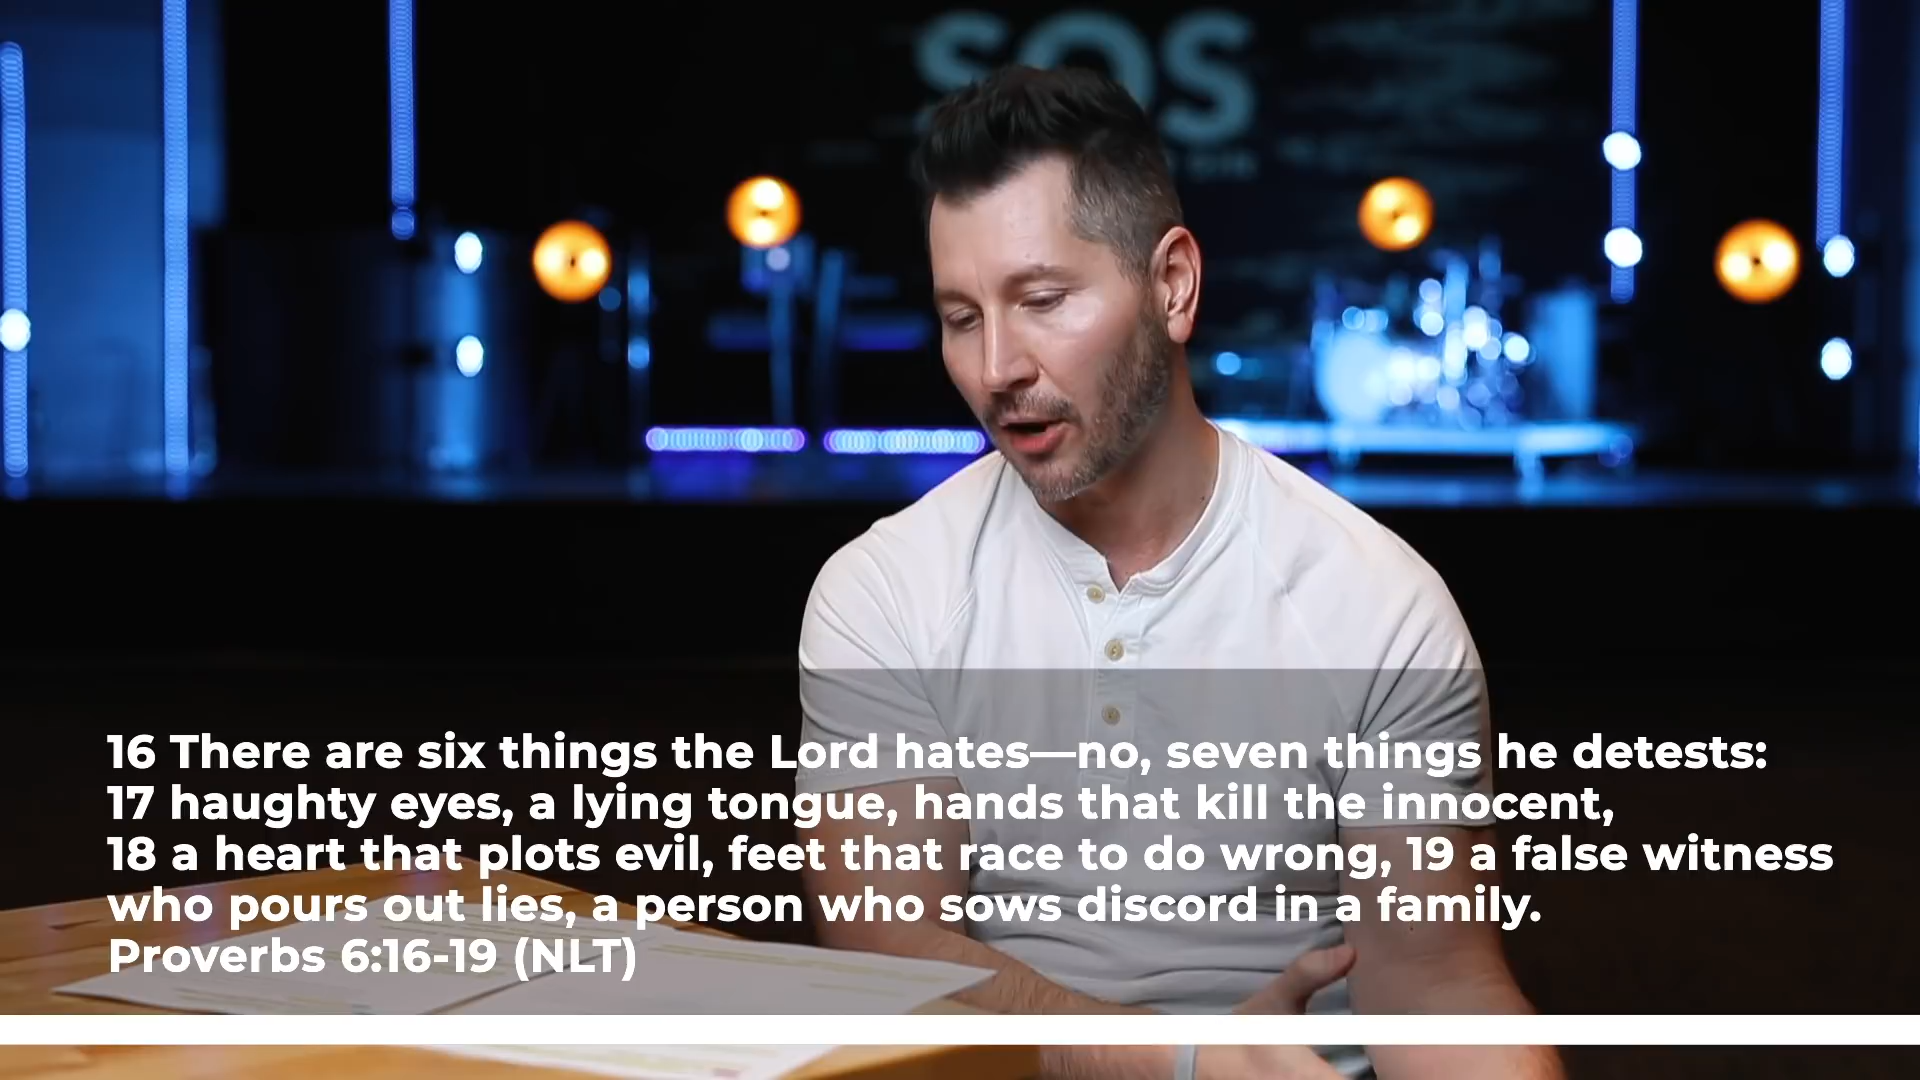 SOS
16 There are six things the Lord hates—no, seven things he detests:
17 haughty eyes, a lying tongue, hands that kill the innocent,
18 a heart that plots evil, feet that race to do wrong, 19 a false witness
who pours out lies, a person who sows discord in a family.
Proverbs 6:16-19 (NLT)